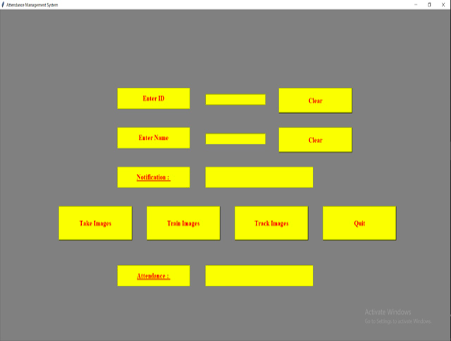 Attendance Management System
Enter ID
Clear
Enter Name
Clear
Notification :
Take Images
Train Images
Track Images
Quit
Attendance :
Activate Windows
Go to Settings to activate Windows.